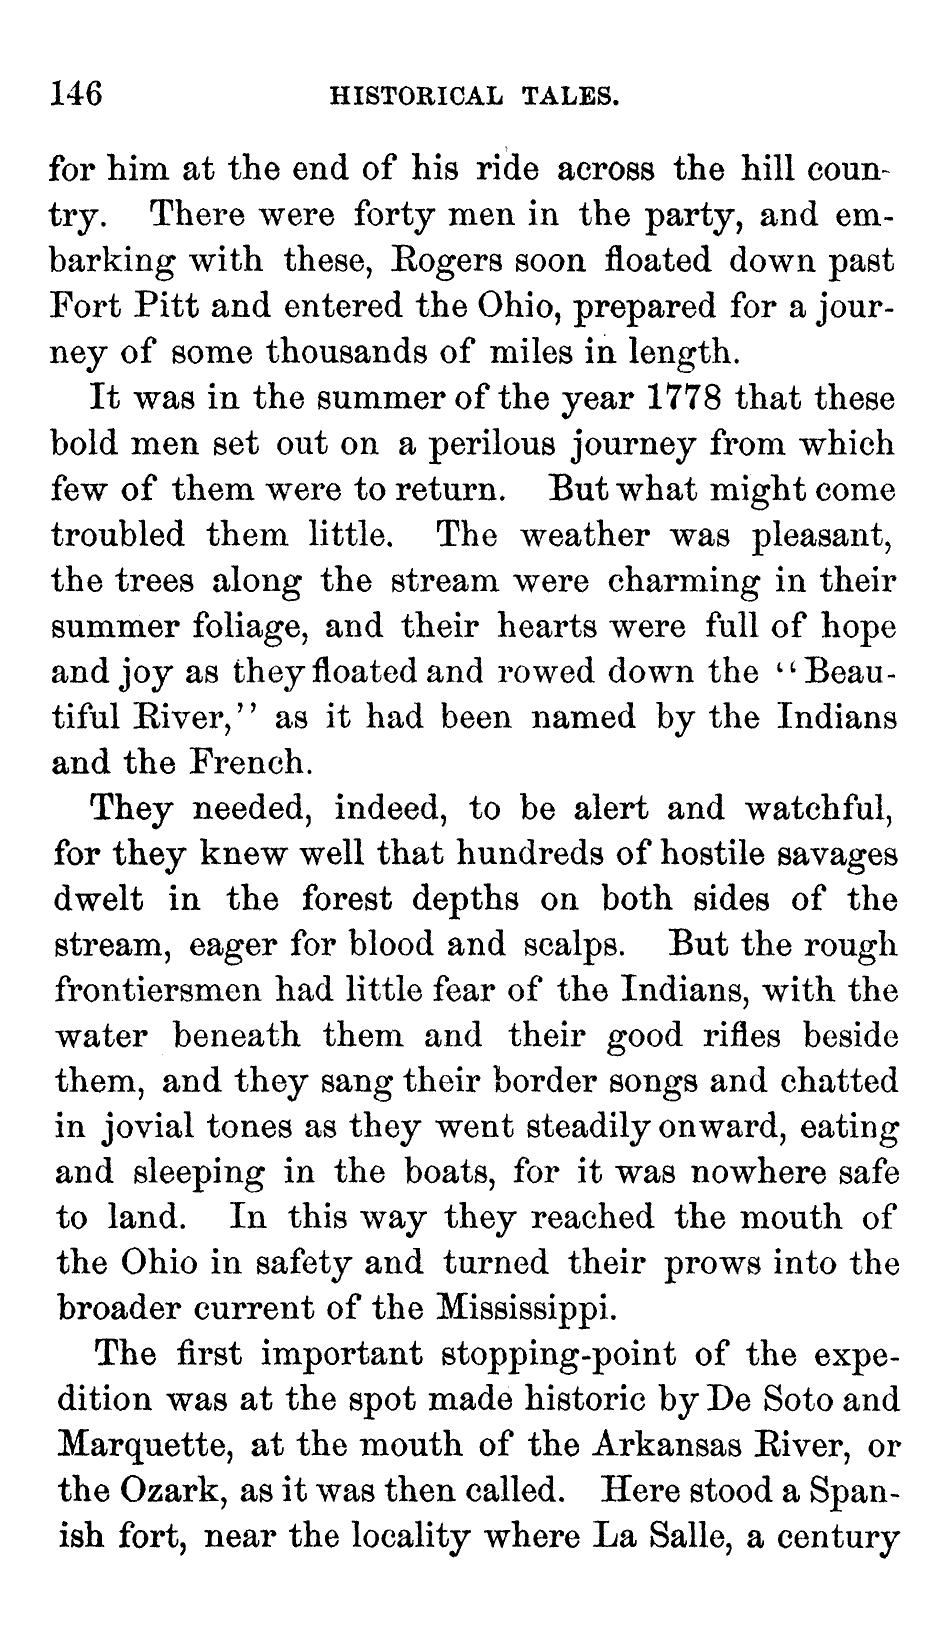 146 HISTORICAL TALES.
for him at the end of his ride across the hill coun-
try. There were forty men in the party, and em-
barking with these, Rogers soon floated down past
Fort Pitt and entered the Ohio, prepared for a jour-
ney of some thousands of miles in length.
It was in the summer of the year 1778 that these
bold men set out on a perilous journey from which
few of them were to return. But what might come
troubled them little. The weather was pleasant,
the trees along the stream were charming in their
summer foliage, and their hearts were full of hope
and joy as they floated and rowed down the "Beau-
tiful River," as it had been named by the Indians
and the French.
They needed, indeed, to be alert and watchful,
for they knew well that hundreds of hostile savages
dwelt in the forest depths on both sides of the
stream, eager for blood and scalps. But the rough
frontiersmen had little fear of the Indians, with the
water beneath them and their good rifles beside
them, and they sang their border songs and chatted
in jovial tones as they went steadily onward, eating
and sleeping in the boats, for it was nowhere safe
to land. In this way they reached the mouth of
the Ohio in safety and turned their prows into the
broader current of the Mississippi.
The first important stopping-point of the expe-
dition was at the spot made historic by De Soto and
Marquette, at the mouth of the Arkansas River, or
the Ozark, as it was then called. Here stood a Span-
ish fort, near the locality where La Salle, a century